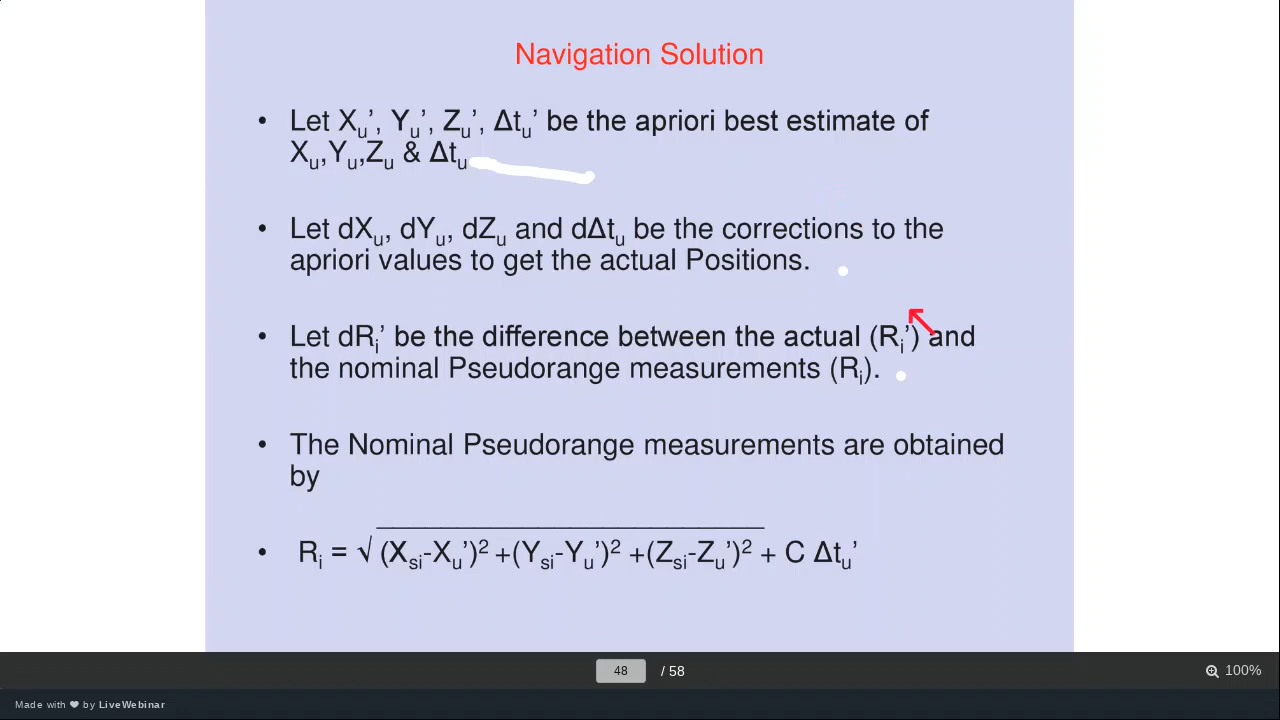 Navigation Solution
• Let Xu’, Yu’, Zu’, Δtu’ be the apriori best estimate of
Xu,Yu,Zu & Δtu
• Let dXu, dYu, dZu and dΔtu be the corrections to the
apriori values to get the actual Positions.
• Let dRi’ be the difference between the actual (Ri’) and
the nominal Pseudorange measurements (Ri).
• The Nominal Pseudorange measurements are obtained
by
• Ri = √ (Xsi-Xu’)2 +(Ysi-Yu’)2 +(Zsi-Zu’)2 + C Δtu’
48 / 58
100%
Made with ❤ by LiveWebinar